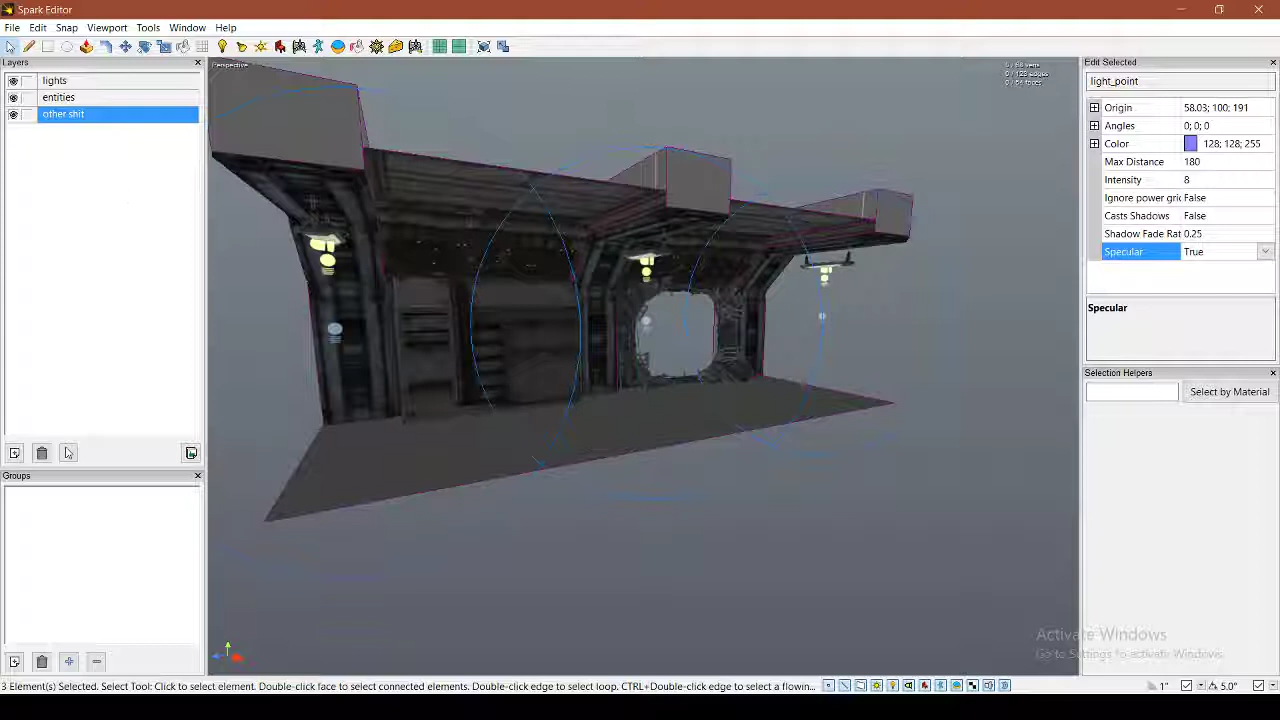 Spark Editor
File Edit Snap Viewport Tools Window Help
Layers
lights
entities
other shit
Groups
Perspective
Edit Selected
light_point
Origin 58.03; 100; 191
Angles 0; 0; 0
Color 128; 128; 255
Max Distance 180
Intensity 8
Ignore power gri False
Casts Shadows False
Shadow Fade Rat 0.25
Specular True
Specular
Selection Helpers
Select by Material
Activate Windows
Go to Settings to activate Windows.
3 Element(s) Selected. Select Tool: Click to select element. Double-click face to select connected elements. Double-click edge to select loop. CTRL+Double-click edge to select a flowin...
1"
5.0°